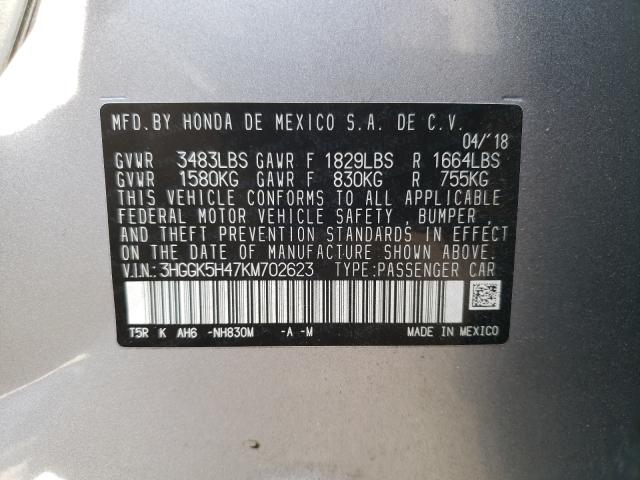 MFD. BY HONDA DE MEXICO S.A. DE C.V.
04/'18
GVWR 3483LBS GAWR F 1829LBS R 1664LBS
GVWR 1580KG GAWR F 830KG R 755KG
THIS VEHICLE CONFORMS TO ALL APPLICABLE
FEDERAL MOTOR VEHICLE SAFETY , BUMPER ,
AND THEFT PREVENTION STANDARDS IN EFFECT
ON THE DATE OF MANUFACTURE SHOWN ABOVE.
V.I.N.: 3HGGK5H47KM702623 TYPE:PASSENGER CAR
T5R K AH6 -NH830M -A -M MADE IN MEXICO